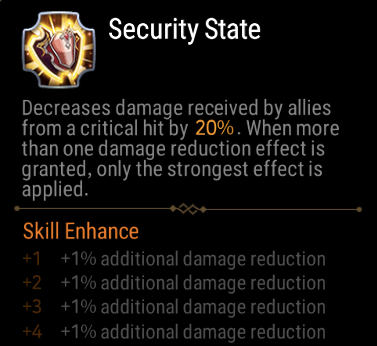 Security State
Decreases damage received by allies
from a critical hit by 20%. When more
than one damage reduction effect is
granted, only the strongest effect is
applied.
Skill Enhance
+1 +1% additional damage reduction
+2 +1% additional damage reduction
+3 +1% additional damage reduction
+4 +1% additional damage reduction